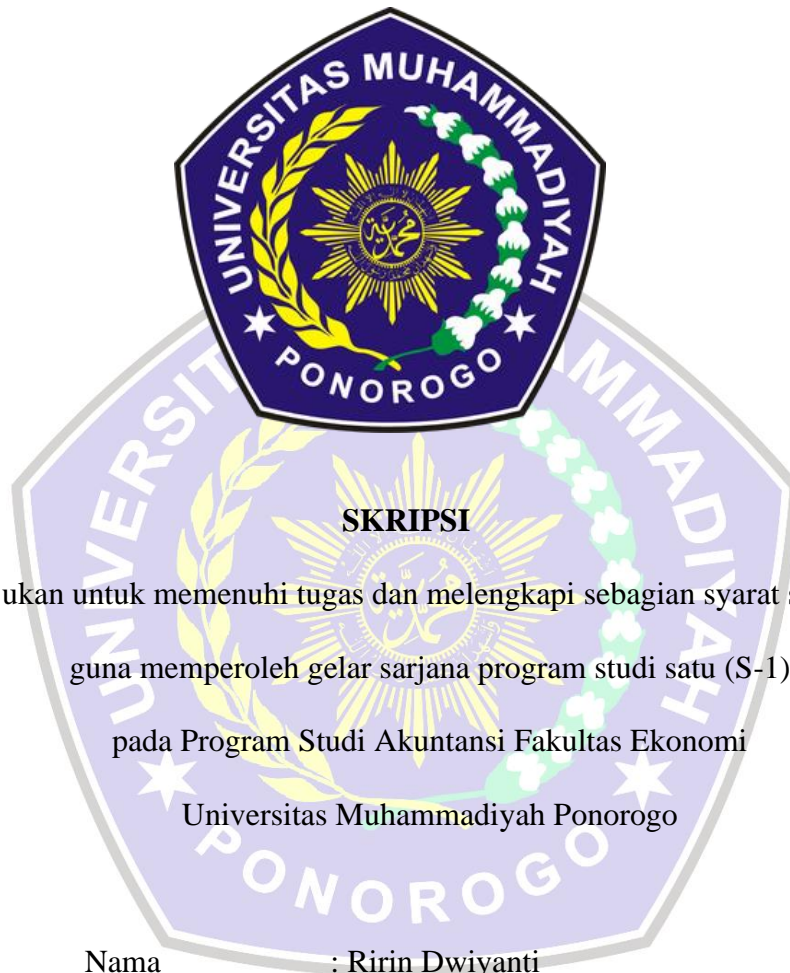 UNIVERSITAS MUHAMMADIYAH
PONOROGO
SKRIPSI
ukan untuk memenuhi tugas dan melengkapi sebagian syarat
guna memperoleh gelar sarjana program studi satu (S-1)
pada Program Studi Akuntansi Fakultas Ekonomi
Universitas Muhammadiyah Ponorogo
Nama : Ririn Dwiyanti